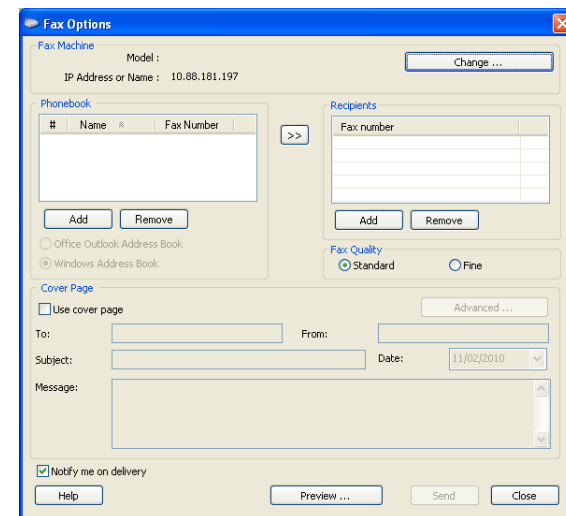 Fax Options
Fax Machine
Model :
Change ...
IP Address or Name : 10.88.181.197
Phonebook
# Name Fax Number
>>
Add Remove
Office Outlook Address Book
Windows Address Book
Recipients
Fax number
Add Remove
Fax Quality
Standard Fine
Cover Page
Use cover page Advanced ...
To: From:
Subject: Date: 11/02/2010
Message:
Notify me on delivery
Help Preview ... Send Close